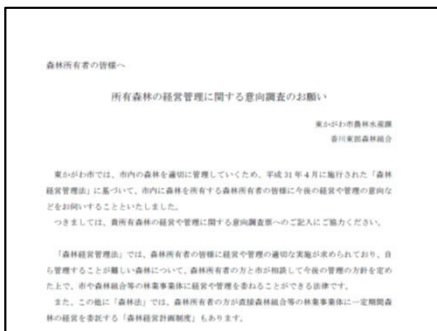 森林所有者の皆様へ
所有森林の経営管理に関する意向調査のお願い
東かがわ市農林水産課
香川東部森林組合
東かがわ市では、市内の森林を適切に管理していくため、平成 31 年 4 月に施行された「森林
経営管理法」に基づいて、市内に森林を所有する森林所有者の皆様に今後の経営や管理の意向な
どをお伺いすることといたしました。
つきましては、貴所有森林の経営や管理に関する意向調査票へのご記入にご協力ください。
「森林経営管理法」では、森林所有者の皆様に経営や管理の適切な実施が求められており、自
ら管理することが難しい森林について、森林所有者の方と市が相談して今後の管理の方針を定め
た上で、市や森林組合等の林業事業体に経営や管理を委ねることができる法律です。
また、この他に「森林法」では、森林所有者の方が直接森林組合等の林業事業体に一定期間森
林の経営を委託する「森林経営計画制度」もあります。